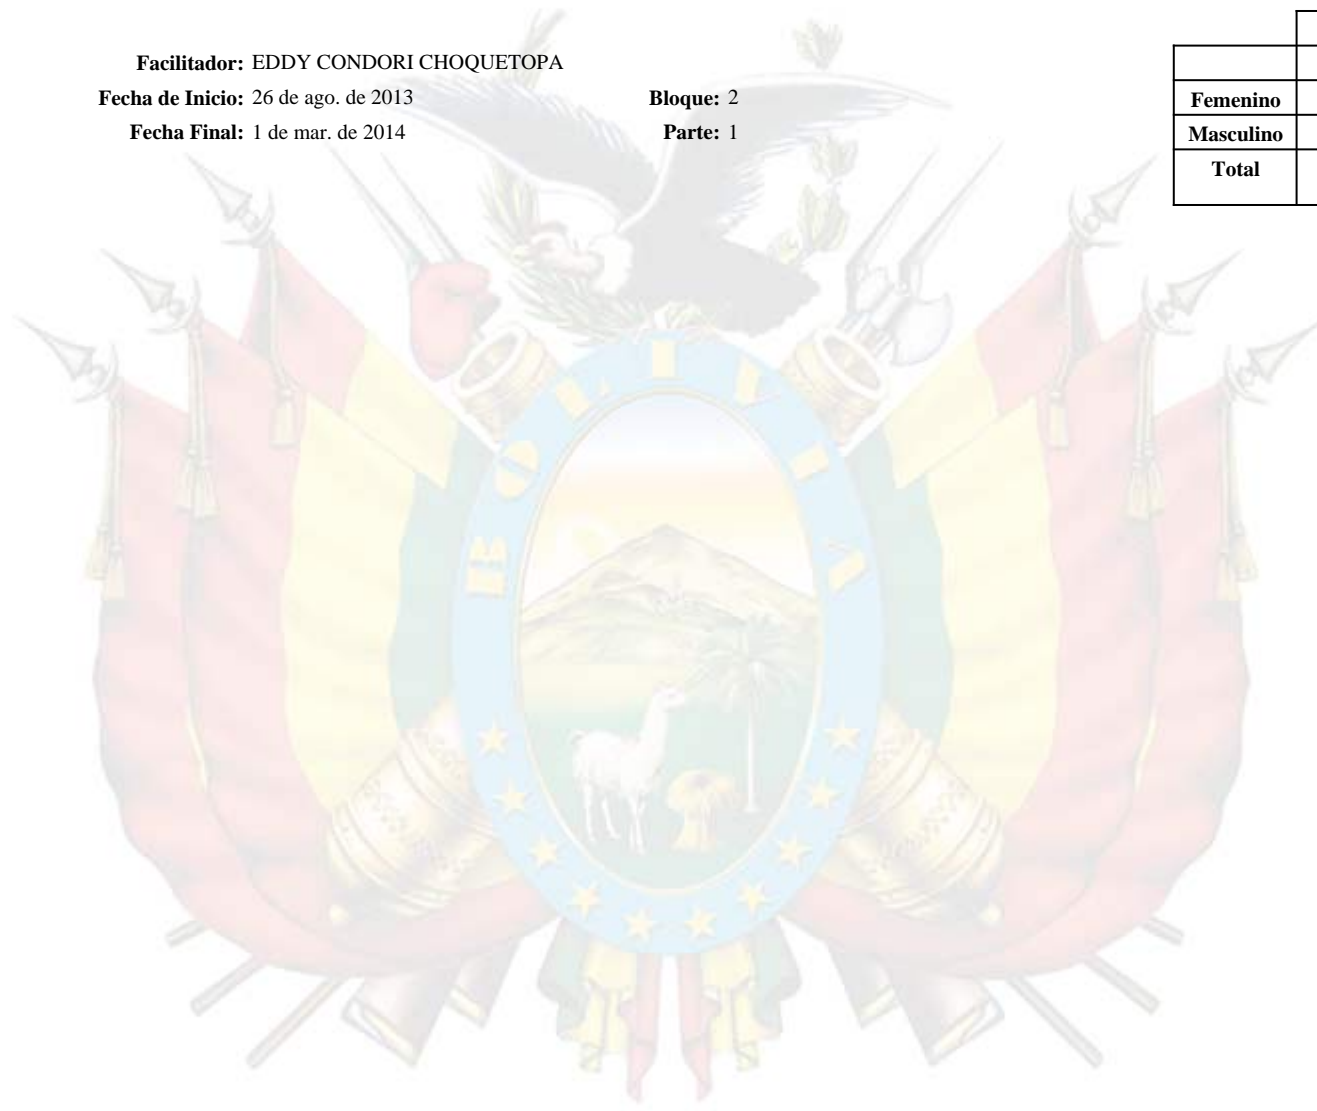 Facilitador: EDDY CONDORI CHOQUETOPA
Fecha de Inicio: 26 de ago. de 2013 Bloque: 2
Fecha Final: 1 de mar. de 2014 Parte: 1
Femenino
Masculino
Total
BOLIVIA